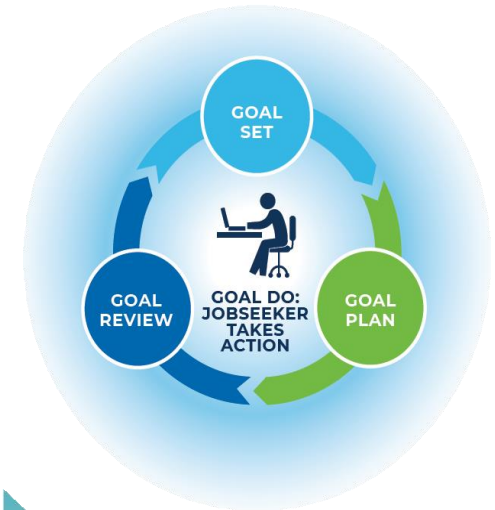 GOAL
SET
GOAL DO:
JOBSEEKER
TAKES
ACTION
GOAL
REVIEW
GOAL
PLAN